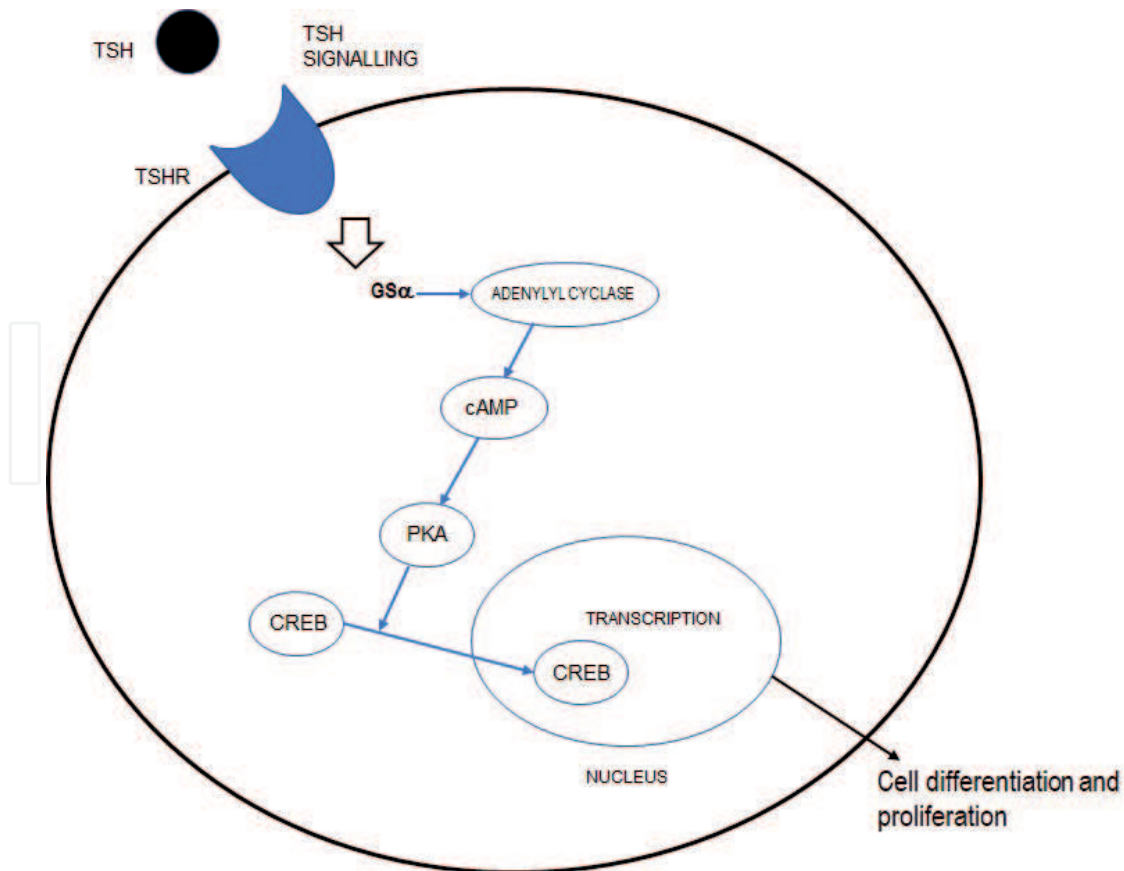 TSH
TSH
SIGNALLING
TSHR
GSα
ADENYLYL CYCLASE
cAMP
PKA
CREB
TRANSCRIPTION
CREB
NUCLEUS
Cell differentiation and
proliferation